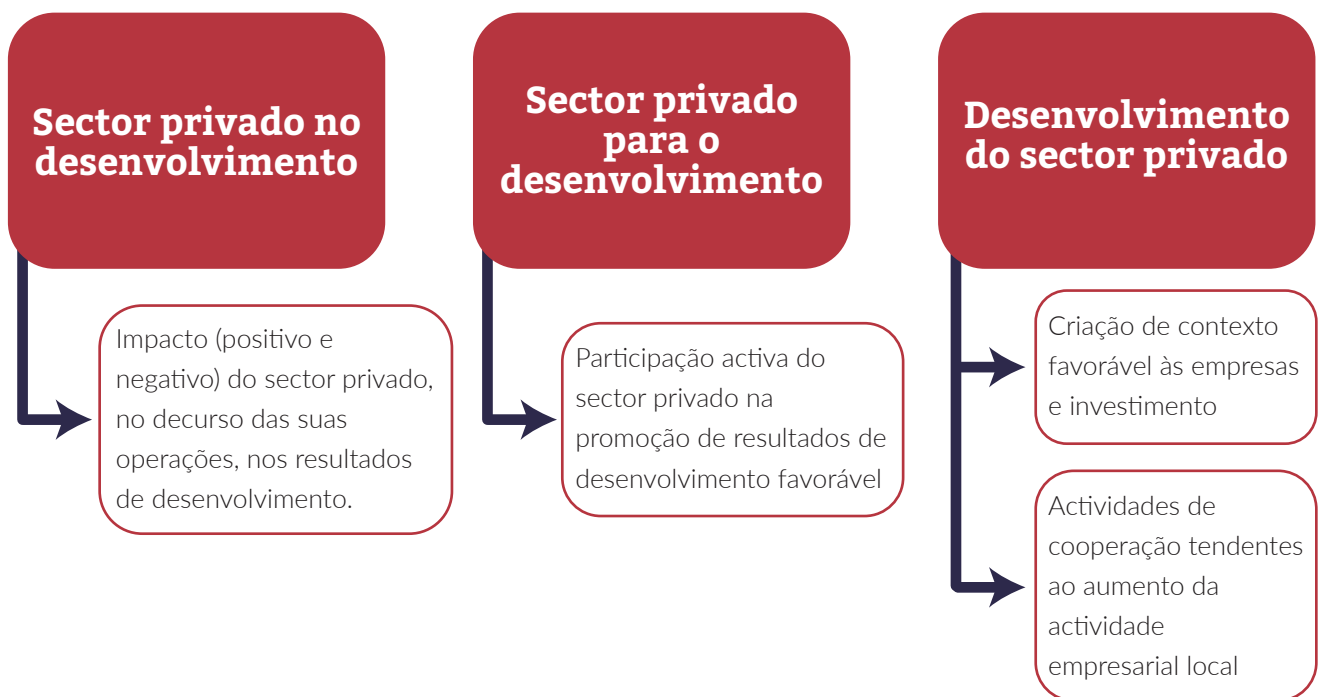 Sector privado no
desenvolvimento
Impacto (positivo e
negativo) do sector privado,
no decurso das suas
operações, nos resultados
de desenvolvimento.
Sector privado
para o
desenvolvimento
Participação activa do
sector privado na
promoção de resultados de
desenvolvimento favorável
Desenvolvimento
do sector privado
Criação de contexto
favorável às empresas
e investimento
Actividades de
cooperação tendentes
ao aumento da
actividade
empresarial local